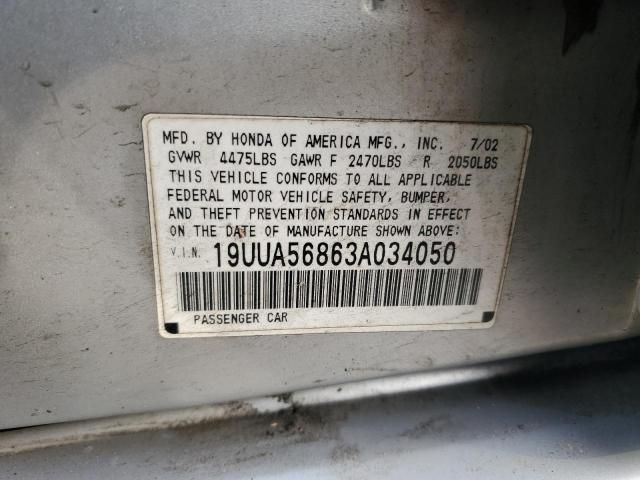 MFD. BY HONDA OF AMERICA MFG., INC. 7/02
GVWR 4475LBS GAWR F 2470LBS R 2050LBS
THIS VEHICLE CONFORMS TO ALL APPLICABLE
FEDERAL MOTOR VEHICLE SAFETY, BUMPER,
AND THEFT PREVENTION STANDARDS IN EFFECT
ON THE DATE OF MANUFACTURE SHOWN ABOVE:
V.I.N. 19UUA56863A034050
PASSENGER CAR